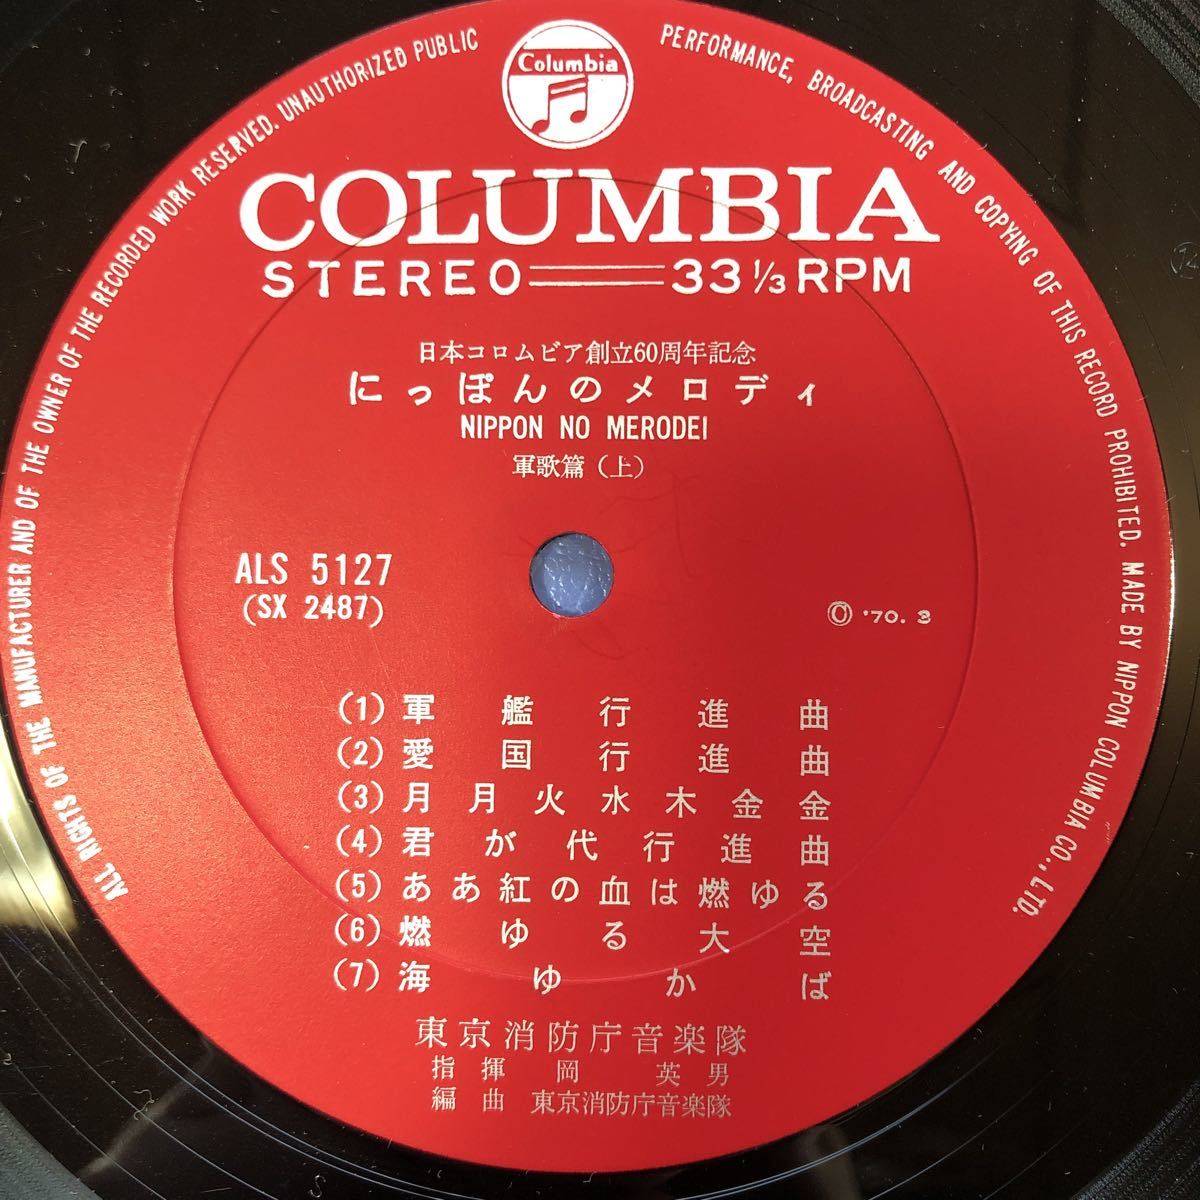 Columbia
COLUMBIA
STEREO 33 1/3 RPM
日本コロムビア創立60周年記念
にっぽんのメロディ
NIPPON NO MERODEI
軍歌篇(上)
ALS 5127
(SX 2487)
© '70. 3
(1) 軍艦行進曲
(2) 愛国行進曲
(3) 月月火水木金金
(4) 君が代行進曲
(5) ああ紅の血は燃ゆる
(6) 燃ゆる大空
(7) 海ゆかば
東京消防庁音楽隊
指揮 岡 英男
編曲 東京消防庁音楽隊
ALL RIGHTS OF THE MANUFACTURER AND OF THE OWNER OF THE RECORDED WORK RESERVED. UNAUTHORIZED PUBLIC PERFORMANCE, BROADCASTING AND COPYING OF THIS RECORD PROHIBITED. MADE BY NIPPON COLUMBIA CO., LTD.